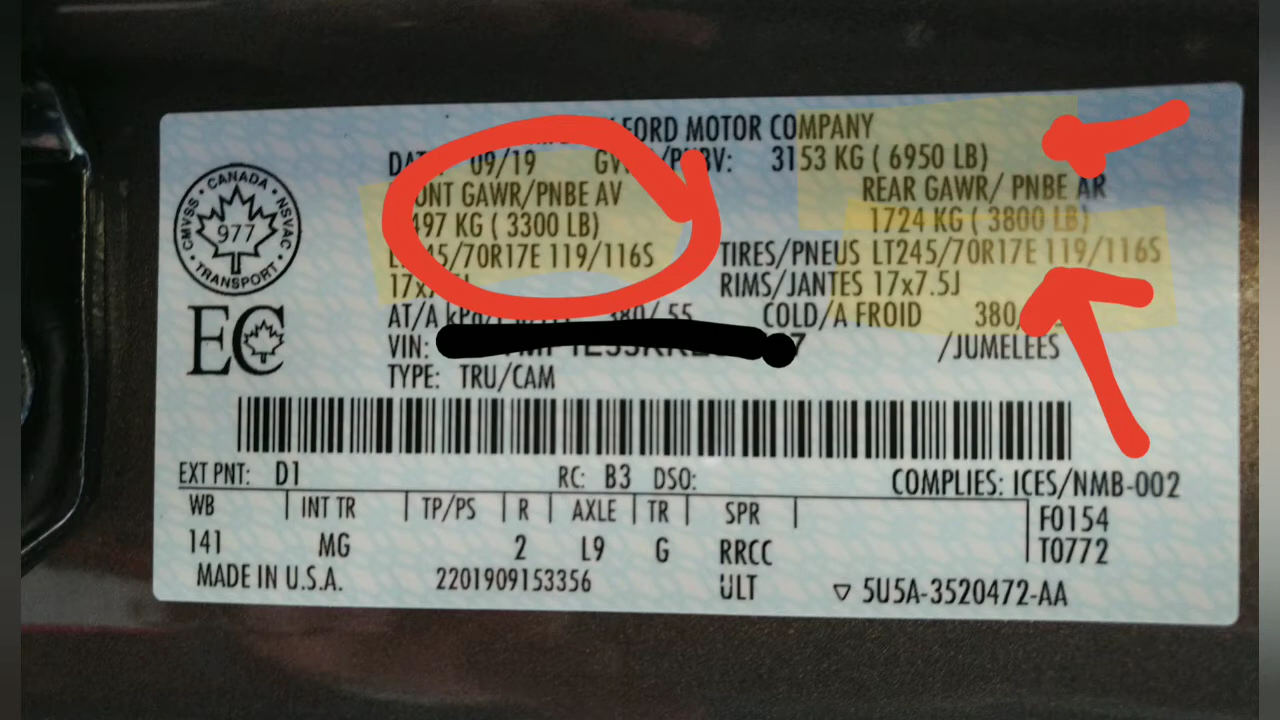 FORD MOTOR COMPANY
09/19 3153 KG ( 6950 LB)
GAWR/PNBE AV REAR GAWR/ PNBE AR
KG ( 3300 LB) 1724 KG ( 3800 LB)
119/116S TIRES/PNEUS LT245/70R17E 119/116S
RIMS/JANTES 17x7.5J
AT/A 380/ 55 COLD/A FROID 380
VIN: /JUMELEES
TYPE: TRU/CAM
CANADA
CMVSS
NSVAC
977
TRANSPORT
EC
EXT PNT: D1 RC: B3 DSO: COMPLIES: ICES/NMB-002
WB INT TR TP/PS R AXLE TR SPR F0154
141 MG 2 L9 G RRCC T0772
MADE IN U.S.A. 2201909153356 ULT ▽ 5U5A-3520472-AA